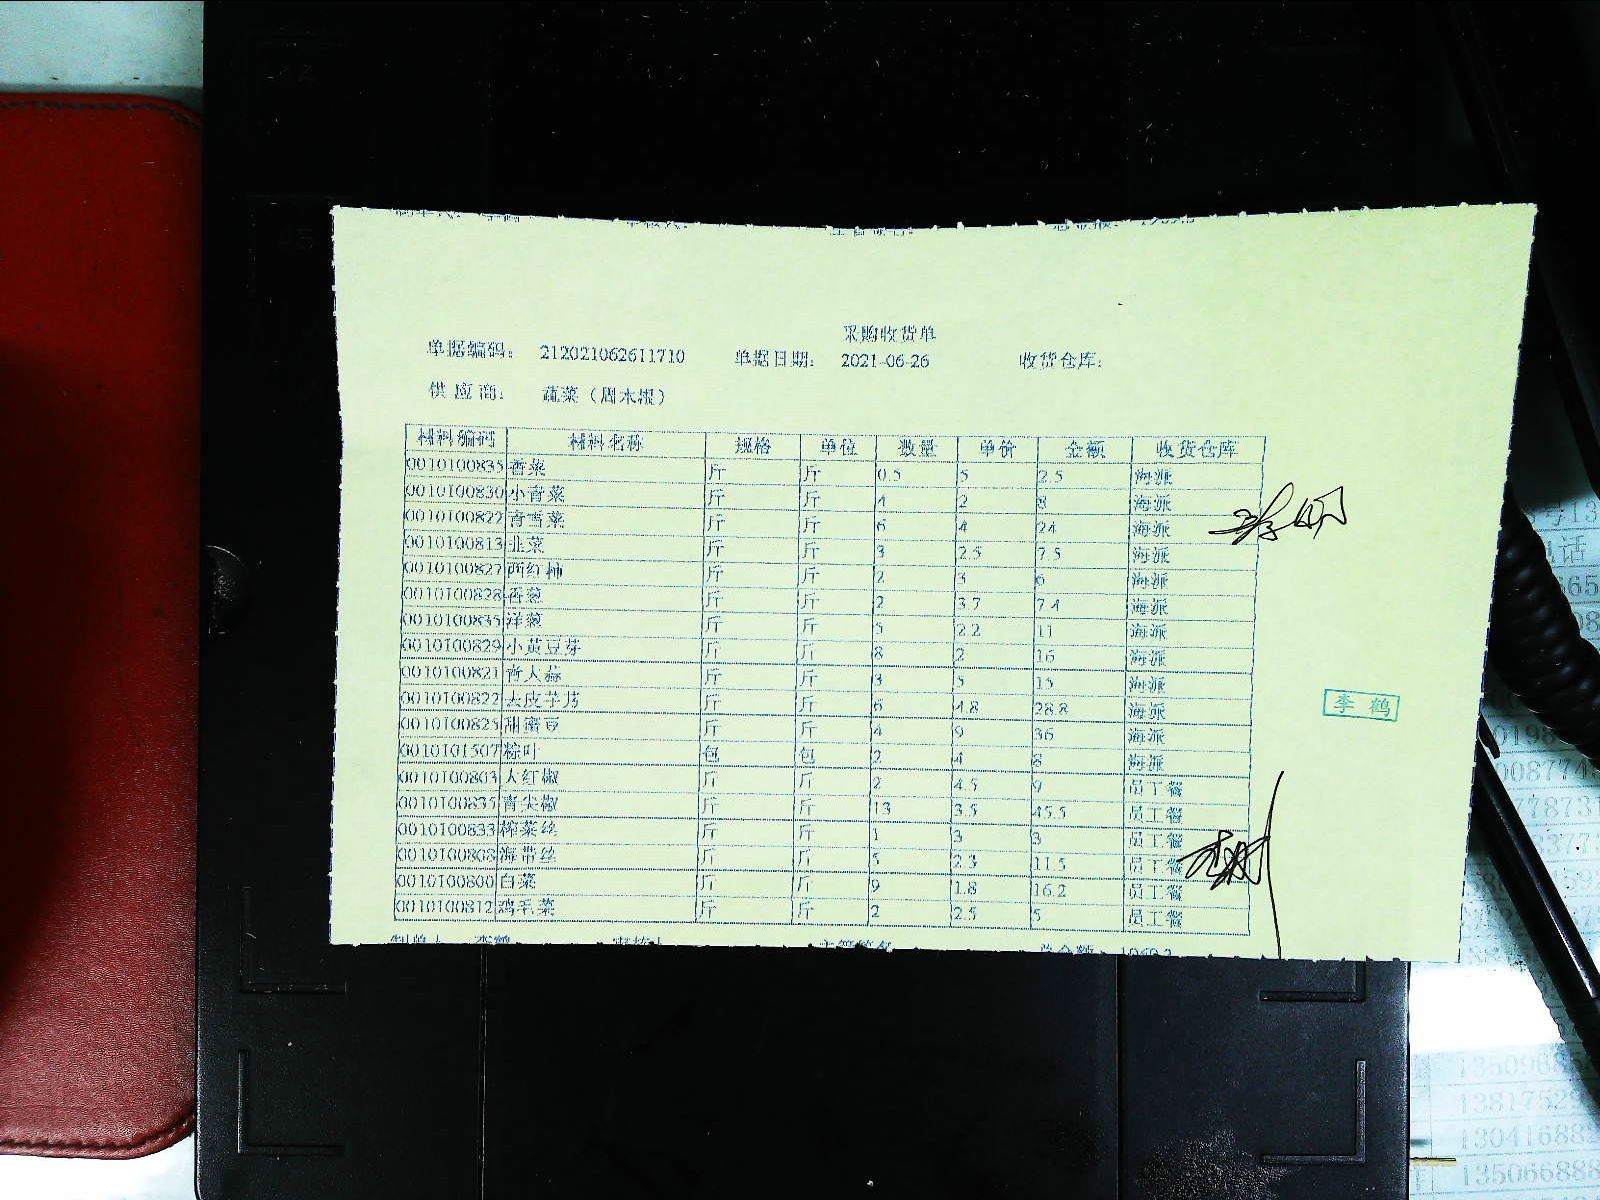 采购收货单
单据编码： 212021062611710 单据日期： 2021-06-26 收货仓库：
供应商： 蔬菜（周木根）
材料编码 材料名称 规格 单位 数量 单价 金额 收货仓库
0010100835 香菜 斤 斤 0.5 5 2.5 海派
0010100830 小青菜 斤 斤 4 2 8 海派
0010100822 斤 斤 6 4 24 海派
0010100813 韭菜 斤 斤 3 2.5 7.5 海派
0010100827 西红柿 斤 斤 2 3 6 海派
0010100828 香葱 斤 斤 2 3.7 7.4 海派
0010100835 洋葱 斤 斤 5 2.2 11 海派
0010100829 小黄豆芽 斤 斤 8 2 16 海派
0010100821 青大蒜 斤 斤 3 5 15 海派
0010100822 去皮芋艿 斤 斤 6 4.8 28.8 海派
0010100825 甜蜜豆 斤 斤 4 9 36 海派
0010101507 粽叶 包 包 2 4 8 海派
0010100803 大红椒 斤 斤 2 4.5 9 员工餐
0010100835 青尖椒 斤 斤 13 3.5 45.5 员工餐
0010100833 榨菜丝 斤 斤 1 3 3 员工餐
0010100808 海带丝 斤 斤 5 2.3 11.5 员工餐
0010100800 白菜 斤 斤 9 1.8 16.2 员工餐
0010100812 鸡毛菜 斤 斤 2 2.5 5 员工餐
李鹤